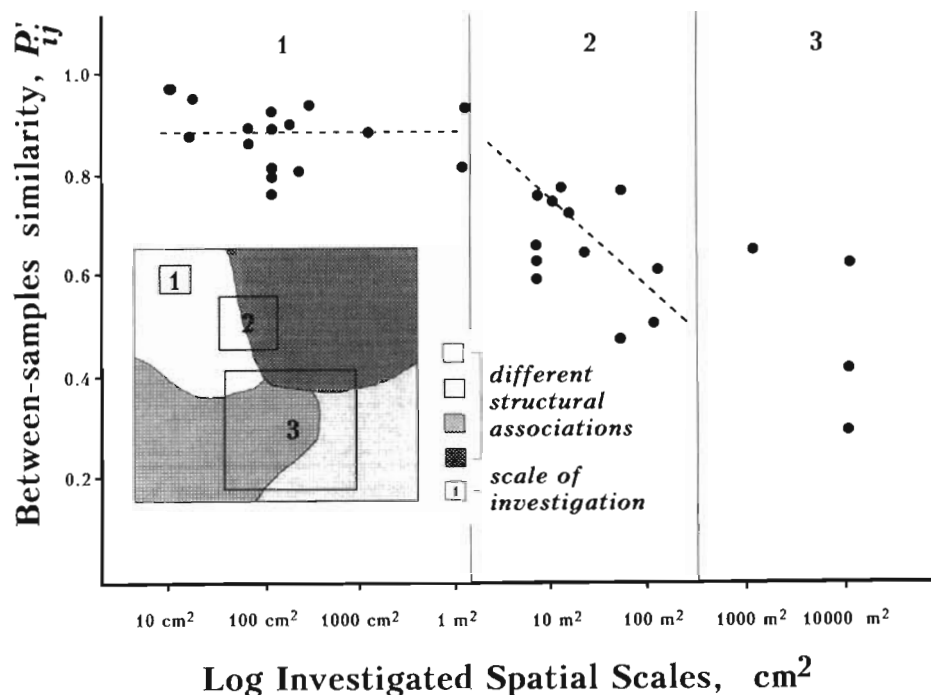 Between-samples similarity, P'ij
1 2 3
1.0
0.8
0.6
0.4
0.2
1
2
3
different
structural
associations
1 scale of
investigation
10 cm² 100 cm² 1000 cm² 1 m² 10 m² 100 m² 1000 m² 10000 m²
Log Investigated Spatial Scales, cm²